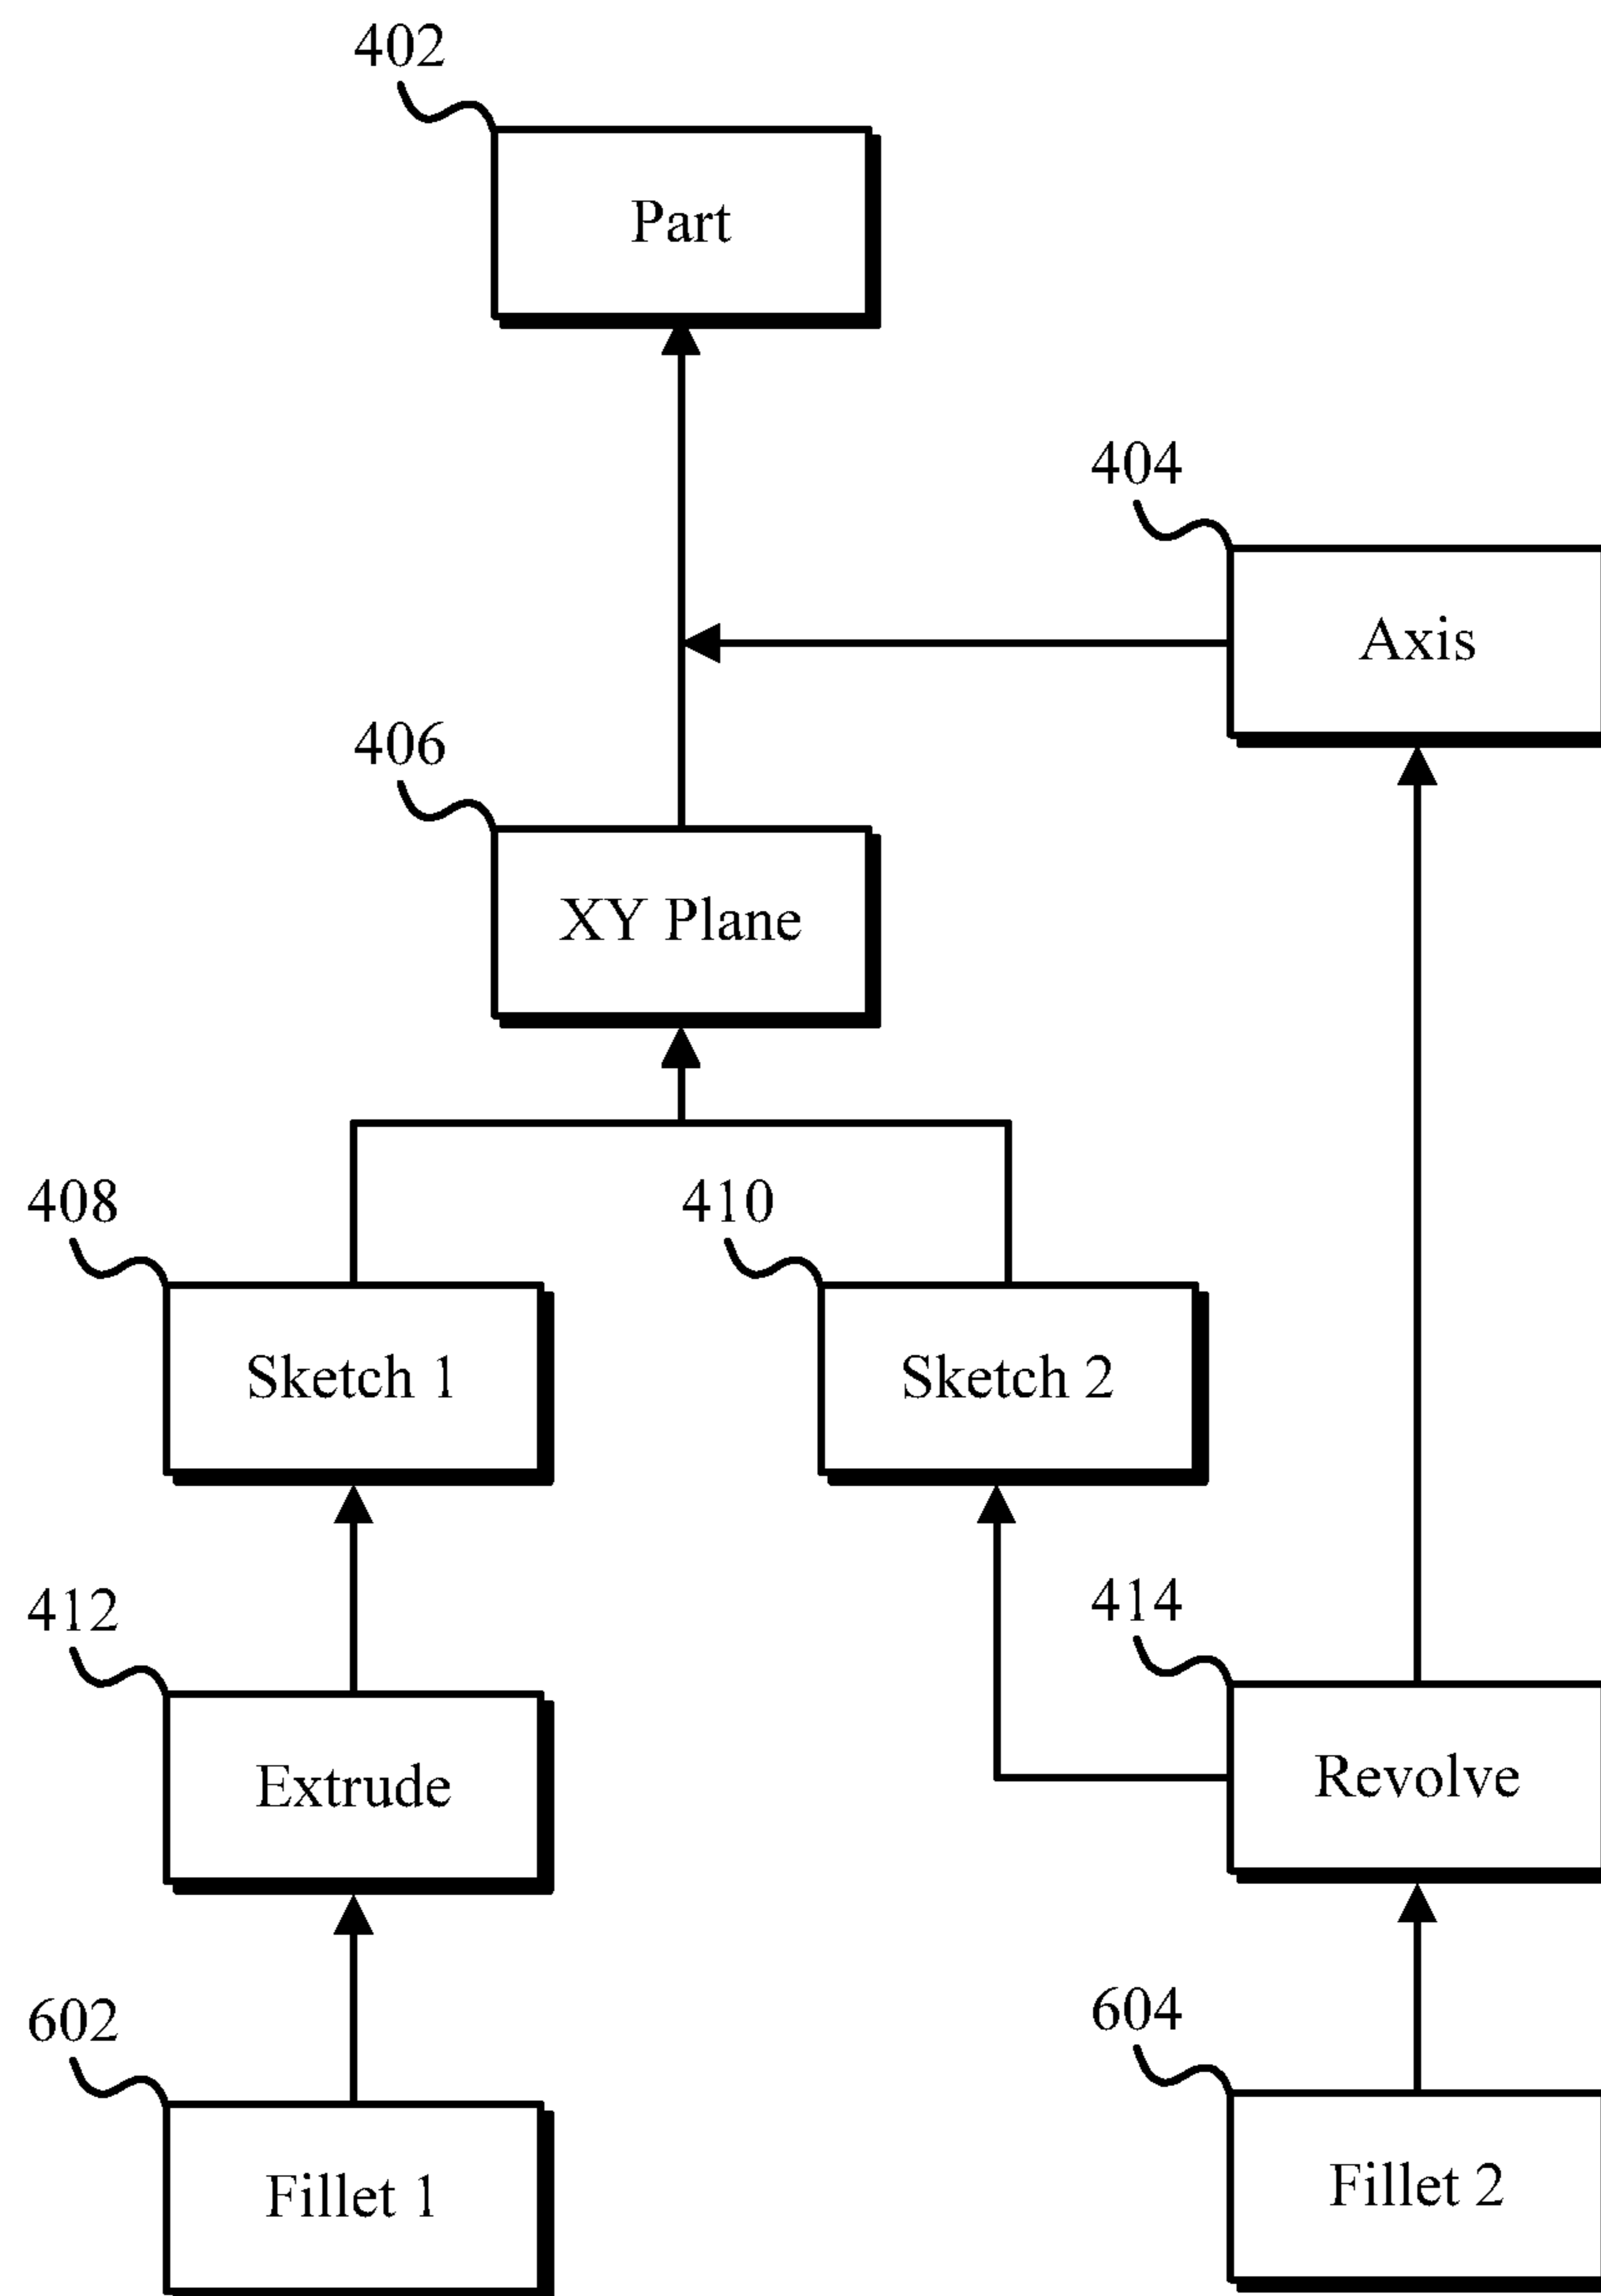 402
Part
404
Axis
406
XY Plane
408
410
Sketch 1
Sketch 2
412
414
Extrude
Revolve
602
604
Fillet 1
Fillet 2